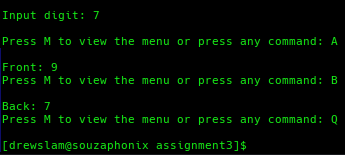 Input digit: 7
Press M to view the menu or press any command: A
Front: 9
Press M to view the menu or press any command: B
Back: 7
Press M to view the menu or press any command: Q
[drewslam@souzaphonix assignment3]$